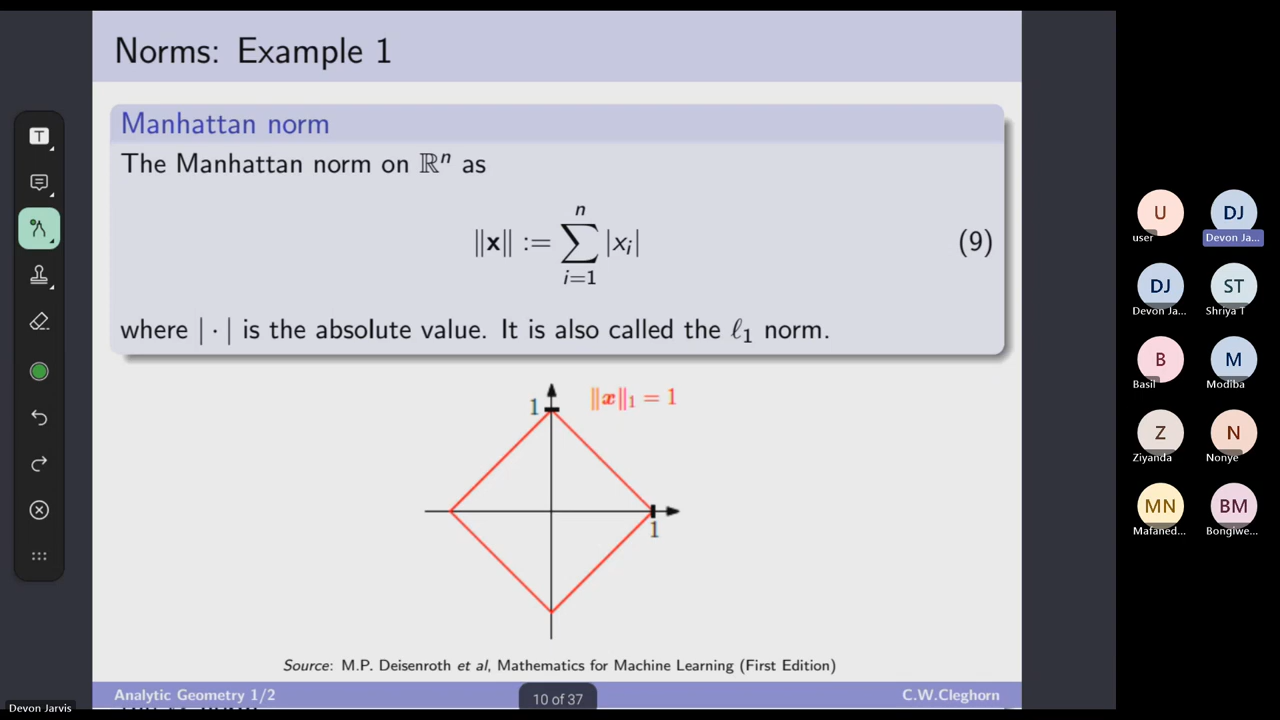 Norms: Example 1
Manhattan norm
The Manhattan norm on ℝⁿ as
‖x‖ := ∑ᵢ₌₁ⁿ |xᵢ| (9)
where | · | is the absolute value. It is also called the ℓ₁ norm.
1
‖x‖₁ = 1
1
Source: M.P. Deisenroth et al, Mathematics for Machine Learning (First Edition)
Analytic Geometry 1/2
10 of 37
C.W.Cleghorn
Devon Jarvis
T
U
user
DJ
Devon Ja...
DJ
Devon Ja...
ST
Shriya T
B
Basil
M
Modiba
Z
Ziyanda
N
Nonye
MN
Mafaned...
BM
Bongiwe...